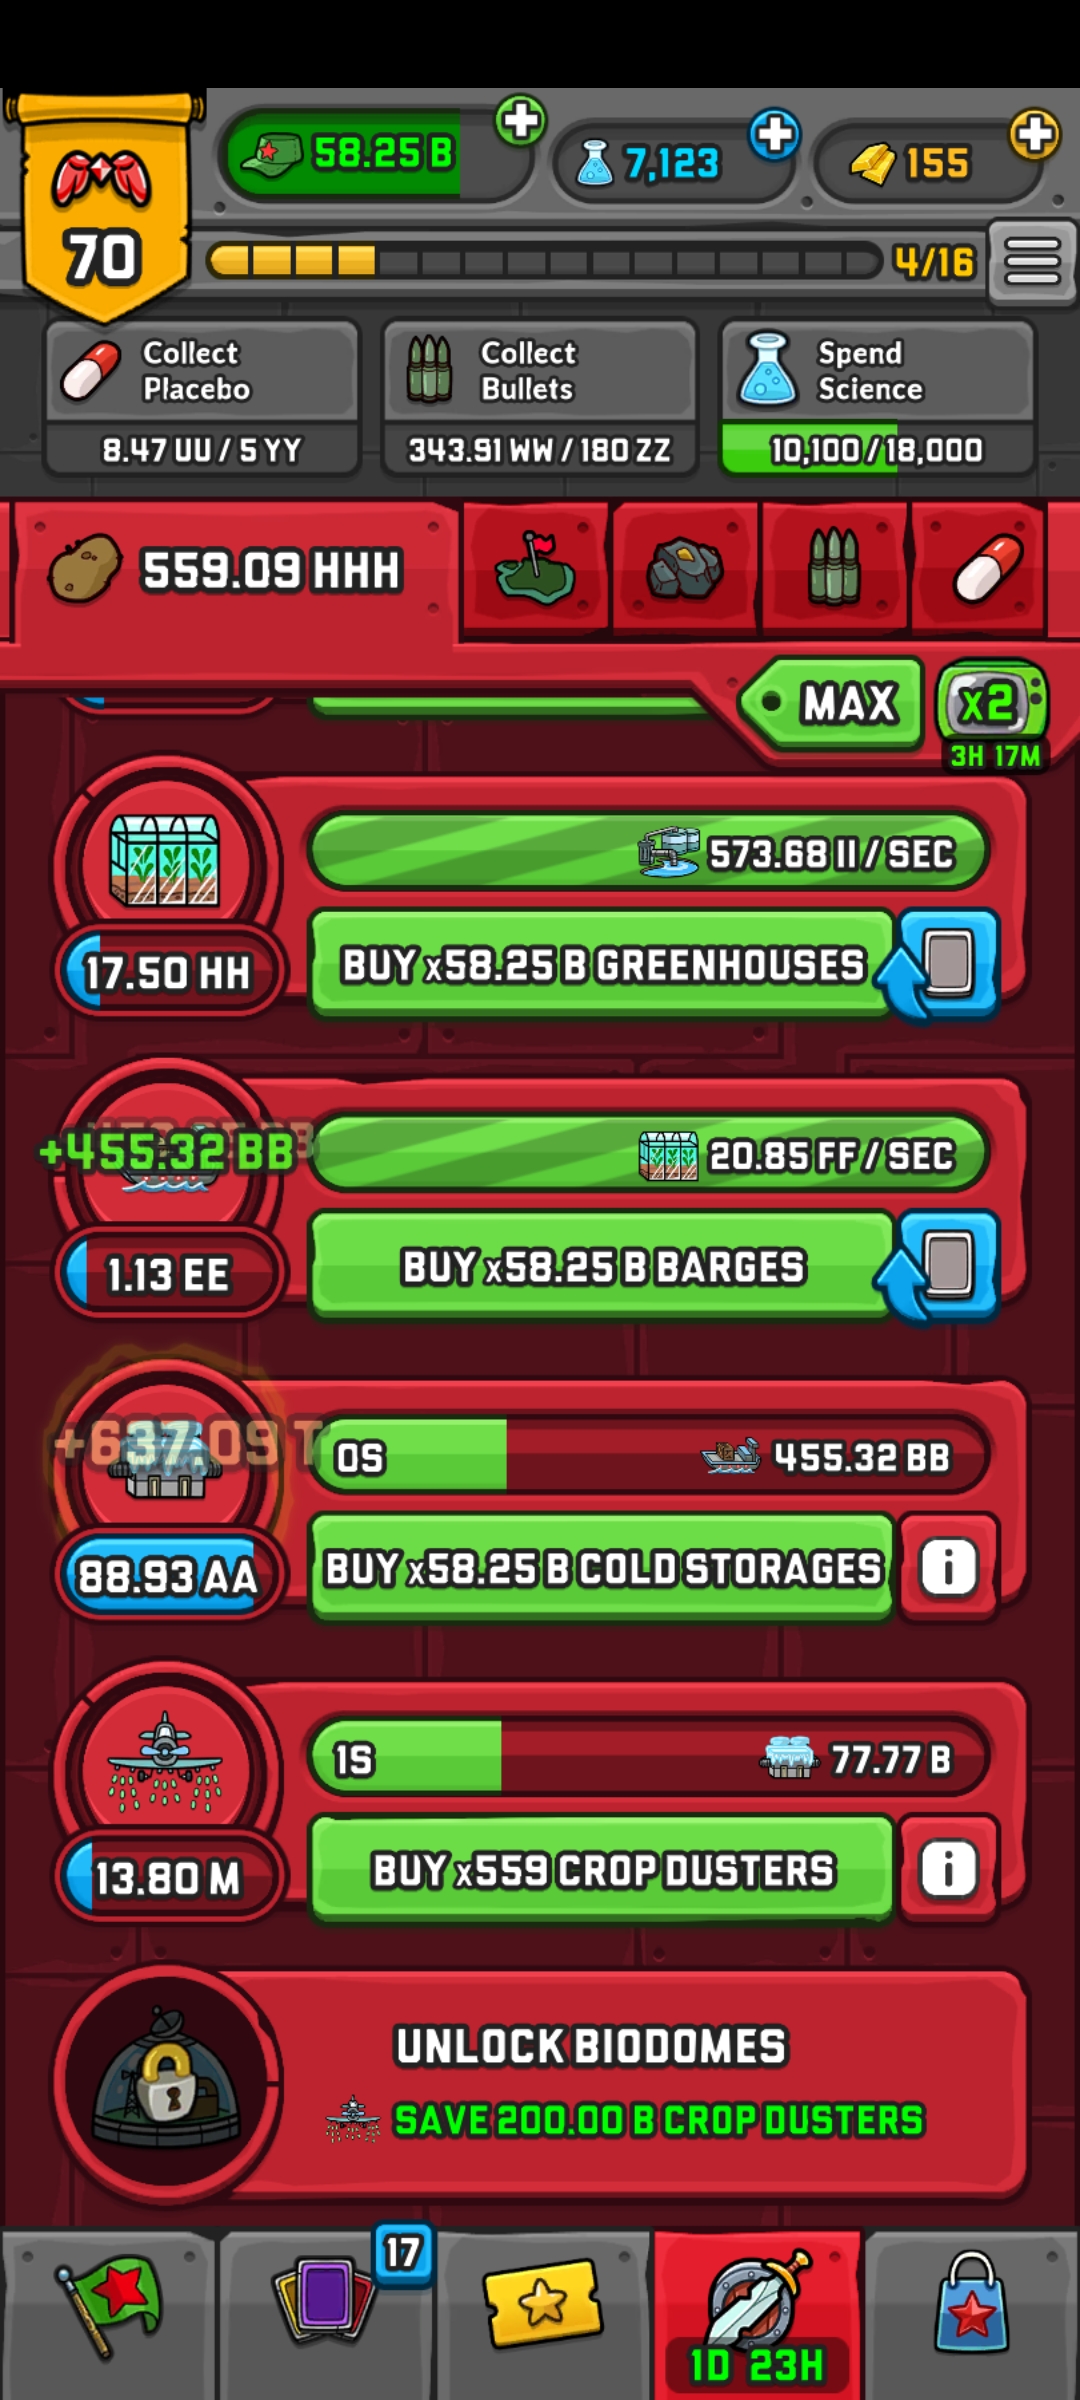 70
58.25 B
7,123
155
4/16
Collect
Placebo
8.47 UU / 5 YY
Collect
Bullets
343.91 WW / 180 ZZ
Spend
Science
10,100 / 18,000
559.09 HHH
MAX
x2
3H 17M
573.68 II / SEC
17.50 HH
BUY x58.25 B GREENHOUSES
+455.32 BB
20.85 FF / SEC
1.13 EE
BUY x58.25 B BARGES
+637.09 T
0S
455.32 BB
88.93 AA
BUY x58.25 B COLD STORAGES
i
1S
77.77 B
13.80 M
BUY x559 CROP DUSTERS
i
UNLOCK BIODOMES
SAVE 200.00 B CROP DUSTERS
17
1D 23H